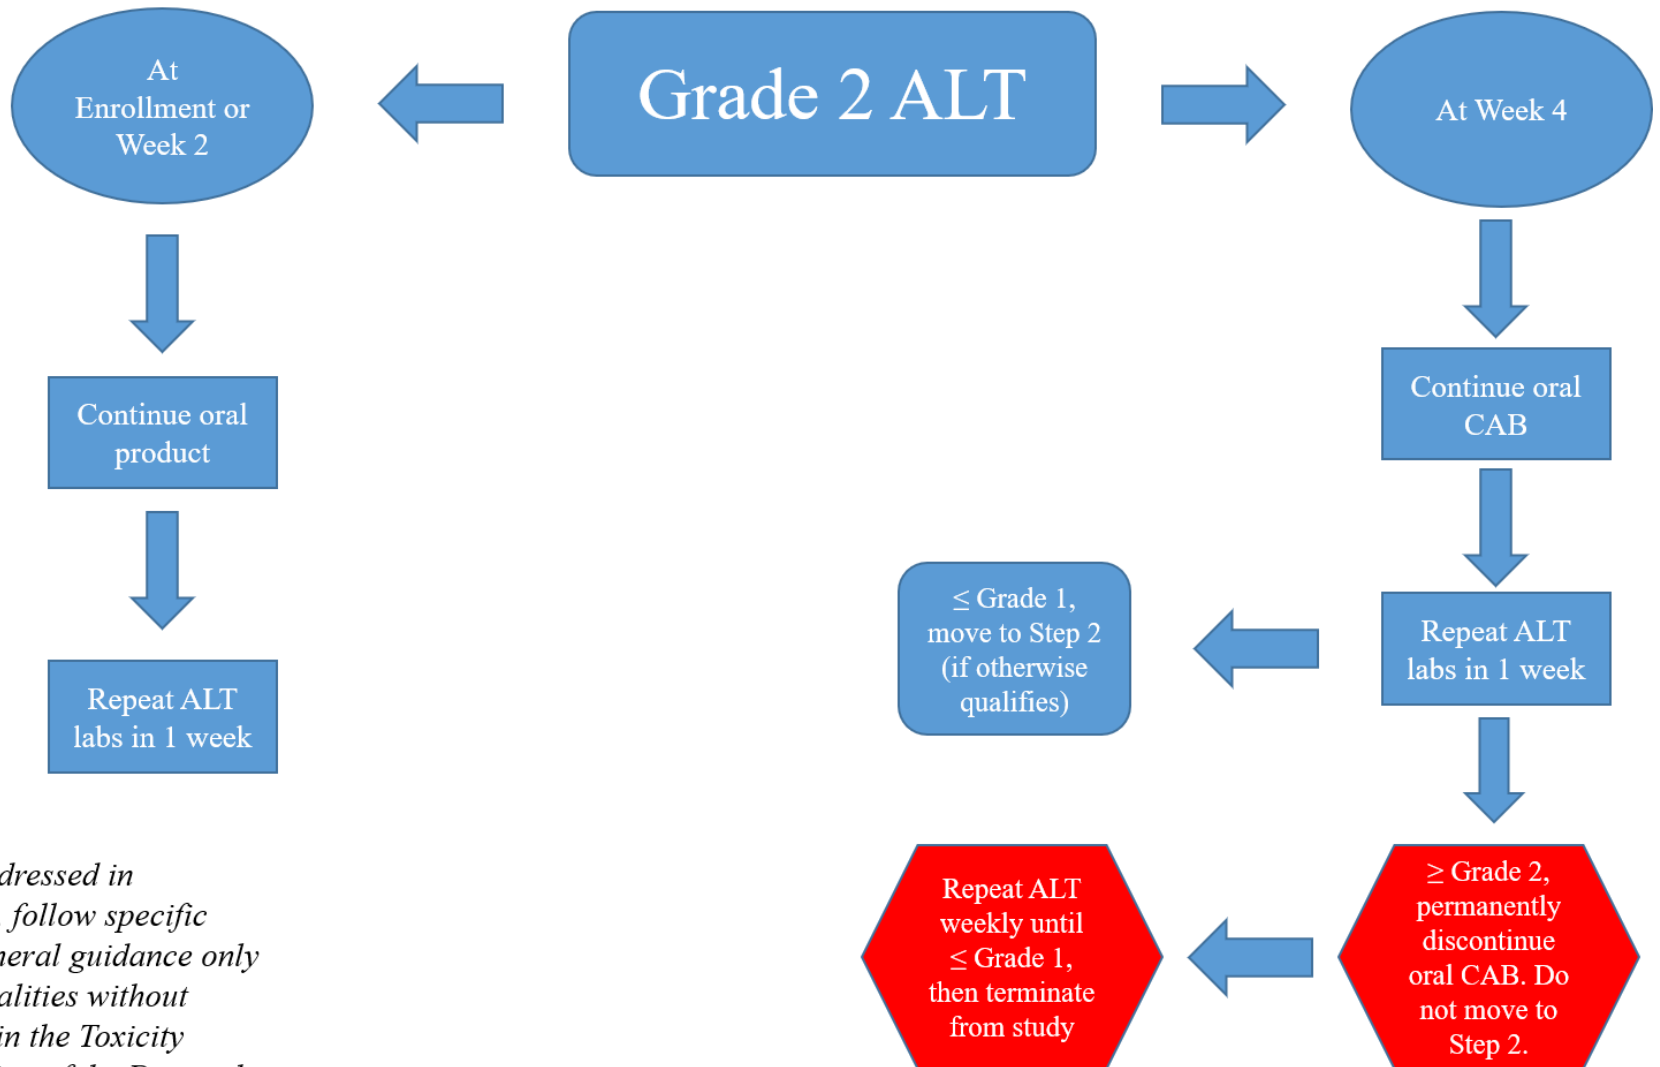 Grade 2 ALT
At
Enrollment or
Week 2
Continue oral
product
Repeat ALT
labs in 1 week
At Week 4
Continue oral
CAB
Repeat ALT
labs in 1 week
≤ Grade 1,
move to Step 2
(if otherwise
qualifies)
≥ Grade 2,
permanently
discontinue
oral CAB. Do
not move to
Step 2.
Repeat ALT
weekly until
≤ Grade 1,
then terminate
from study
dressed in
, follow specific
neral guidance only
alities without
in the Toxicity